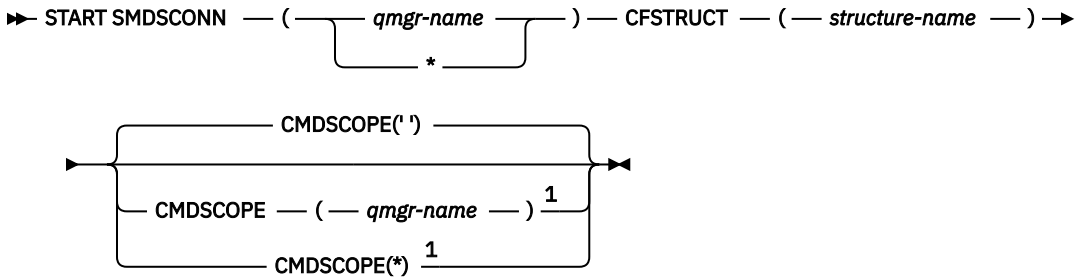 START SMDSCONN ( qmgr-name ) CFSTRUCT ( structure-name )
*
CMDSCOPE(' ')
CMDSCOPE ( qmgr-name ) 1
CMDSCOPE(*) 1